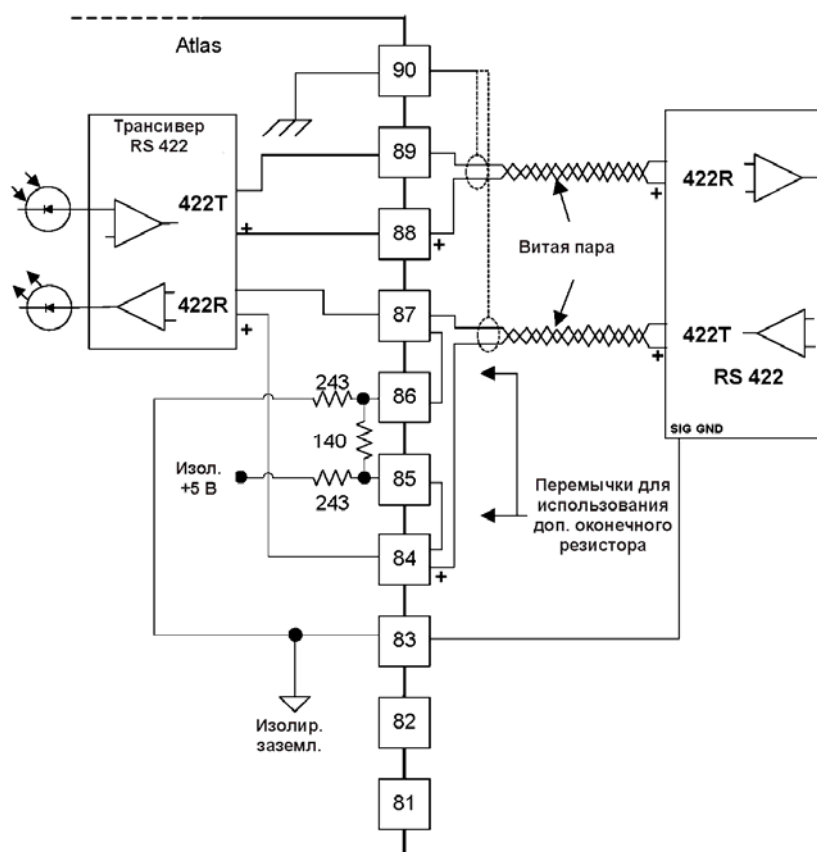 Atlas
90
Трансивер
RS 422
89
422T
422R
+
88
+
+
Витая пара
87
422R
+
422T
+
RS 422
243
86
140
SIG GND
Изол.
+5 В
85
243
Перемычки для
использования
доп. оконечного
резистора
84
+
83
82
Изолир.
заземл.
81